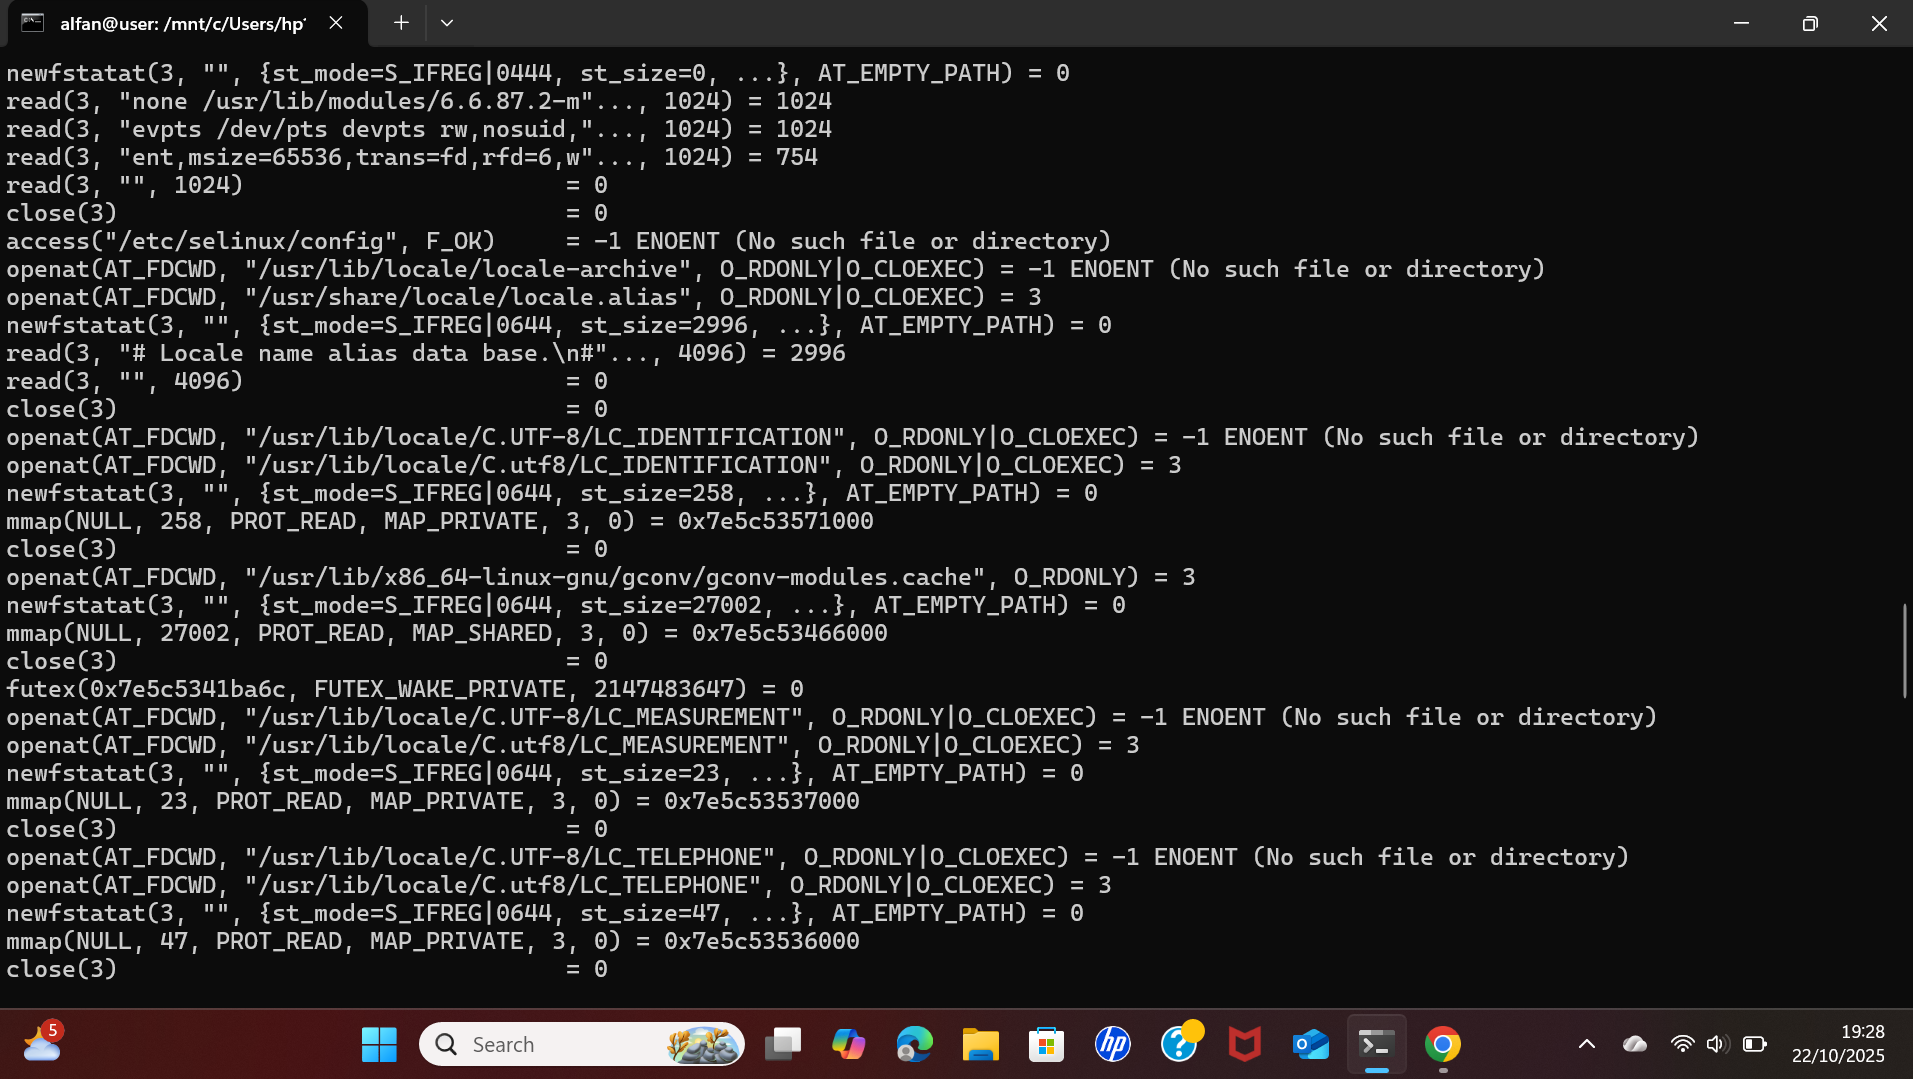 alfan@user: /mnt/c/Users/hp
newfstatat(3, "", {st_mode=S_IFREG|0444, st_size=0, ...}, AT_EMPTY_PATH) = 0
read(3, "none /usr/lib/modules/6.6.87.2-m"..., 1024) = 1024
read(3, "evpts /dev/pts devpts rw,nosuid,"..., 1024) = 1024
read(3, "ent,msize=65536,trans=fd,rfd=6,w"..., 1024) = 754
read(3, "", 1024)                       = 0
close(3)                                = 0
access("/etc/selinux/config", F_OK)     = -1 ENOENT (No such file or directory)
openat(AT_FDCWD, "/usr/lib/locale/locale-archive", O_RDONLY|O_CLOEXEC) = -1 ENOENT (No such file or directory)
openat(AT_FDCWD, "/usr/share/locale/locale.alias", O_RDONLY|O_CLOEXEC) = 3
newfstatat(3, "", {st_mode=S_IFREG|0644, st_size=2996, ...}, AT_EMPTY_PATH) = 0
read(3, "# Locale name alias data base.\n#"..., 4096) = 2996
read(3, "", 4096)                       = 0
close(3)                                = 0
openat(AT_FDCWD, "/usr/lib/locale/C.UTF-8/LC_IDENTIFICATION", O_RDONLY|O_CLOEXEC) = -1 ENOENT (No such file or directory)
openat(AT_FDCWD, "/usr/lib/locale/C.utf8/LC_IDENTIFICATION", O_RDONLY|O_CLOEXEC) = 3
newfstatat(3, "", {st_mode=S_IFREG|0644, st_size=258, ...}, AT_EMPTY_PATH) = 0
mmap(NULL, 258, PROT_READ, MAP_PRIVATE, 3, 0) = 0x7e5c53571000
close(3)                                = 0
openat(AT_FDCWD, "/usr/lib/x86_64-linux-gnu/gconv/gconv-modules.cache", O_RDONLY) = 3
newfstatat(3, "", {st_mode=S_IFREG|0644, st_size=27002, ...}, AT_EMPTY_PATH) = 0
mmap(NULL, 27002, PROT_READ, MAP_SHARED, 3, 0) = 0x7e5c53466000
close(3)                                = 0
futex(0x7e5c5341ba6c, FUTEX_WAKE_PRIVATE, 2147483647) = 0
openat(AT_FDCWD, "/usr/lib/locale/C.UTF-8/LC_MEASUREMENT", O_RDONLY|O_CLOEXEC) = -1 ENOENT (No such file or directory)
openat(AT_FDCWD, "/usr/lib/locale/C.utf8/LC_MEASUREMENT", O_RDONLY|O_CLOEXEC) = 3
newfstatat(3, "", {st_mode=S_IFREG|0644, st_size=23, ...}, AT_EMPTY_PATH) = 0
mmap(NULL, 23, PROT_READ, MAP_PRIVATE, 3, 0) = 0x7e5c53537000
close(3)                                = 0
openat(AT_FDCWD, "/usr/lib/locale/C.UTF-8/LC_TELEPHONE", O_RDONLY|O_CLOEXEC) = -1 ENOENT (No such file or directory)
openat(AT_FDCWD, "/usr/lib/locale/C.utf8/LC_TELEPHONE", O_RDONLY|O_CLOEXEC) = 3
newfstatat(3, "", {st_mode=S_IFREG|0644, st_size=47, ...}, AT_EMPTY_PATH) = 0
mmap(NULL, 47, PROT_READ, MAP_PRIVATE, 3, 0) = 0x7e5c53536000
close(3)                                = 0
5
Search
hp
19:28
22/10/2025